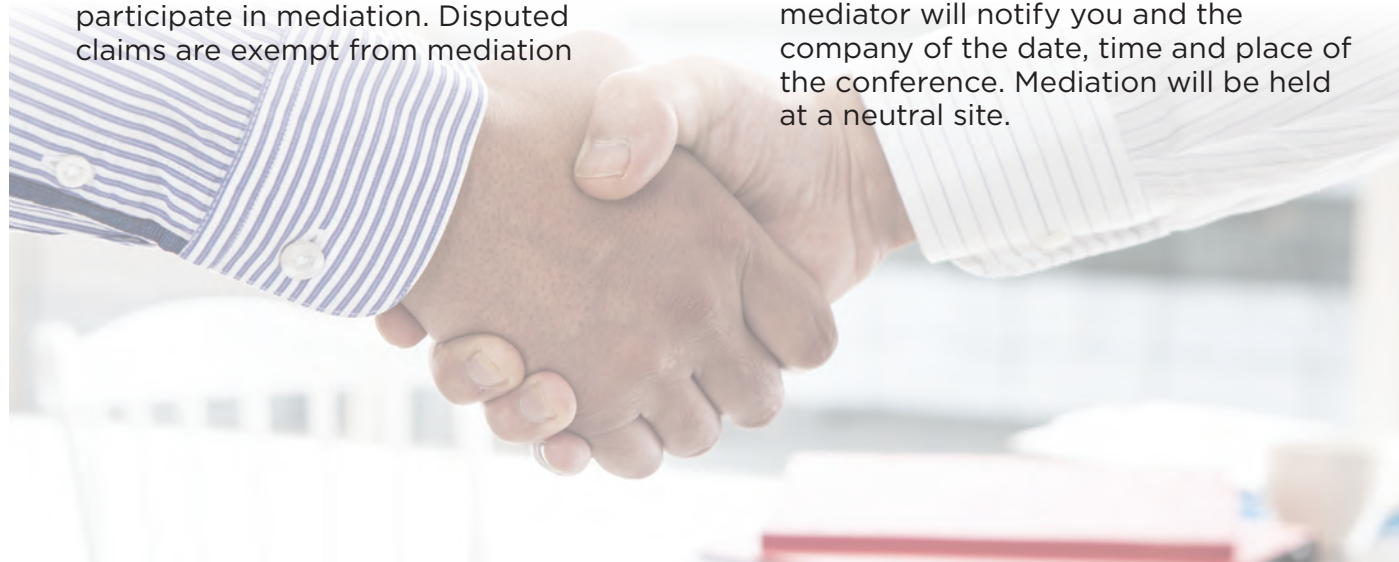 participate in mediation. Disputed
claims are exempt from mediation
mediator will notify you and the
company of the date, time and place of
the conference. Mediation will be held
at a neutral site.